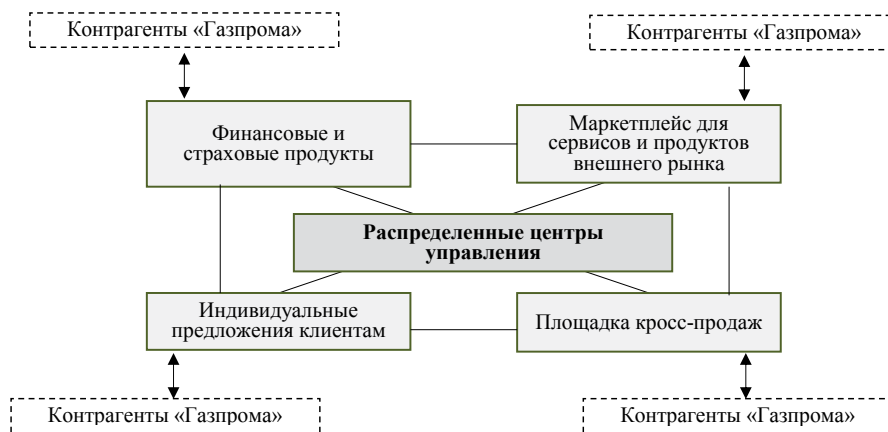 Контрагенты «Газпрома»
Контрагенты «Газпрома»
Финансовые и
страховые продукты
Маркетплейс для
сервисов и продуктов
внешнего рынка
Распределенные центры
управления
Индивидуальные
предложения клиентам
Площадка кросс-продаж
Контрагенты «Газпрома»
Контрагенты «Газпрома»